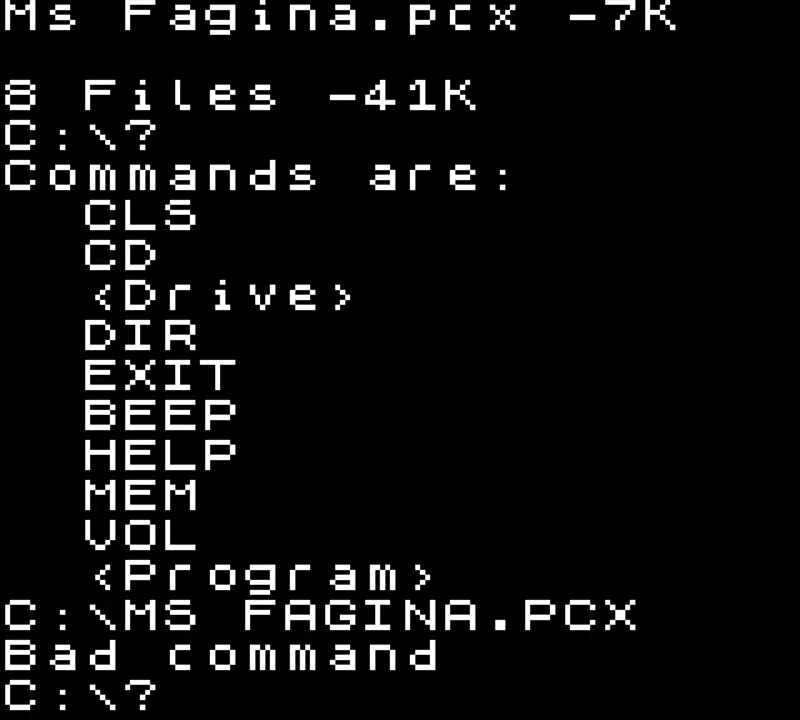 Ms Fagina.pcx -7K
8 Files -41K
C:\?
Commands are:
CLS
CD
<Drive>
DIR
EXIT
BEEP
HELP
MEM
VOL
<Program>
C:\MS FAGINA.PCX
Bad command
C:\?